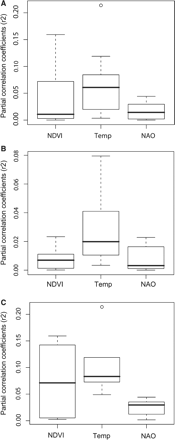 A
Partial correlation coefficients (r2)
0.20
0.15
0.10
0.05
0.00
NDVI Temp NAO
B
Partial correlation coefficients (r2)
0.08
0.06
0.04
0.02
0.00
NDVI Temp NAO
C
Partial correlation coefficients (r2)
0.20
0.15
0.10
0.05
0.00
NDVI Temp NAO